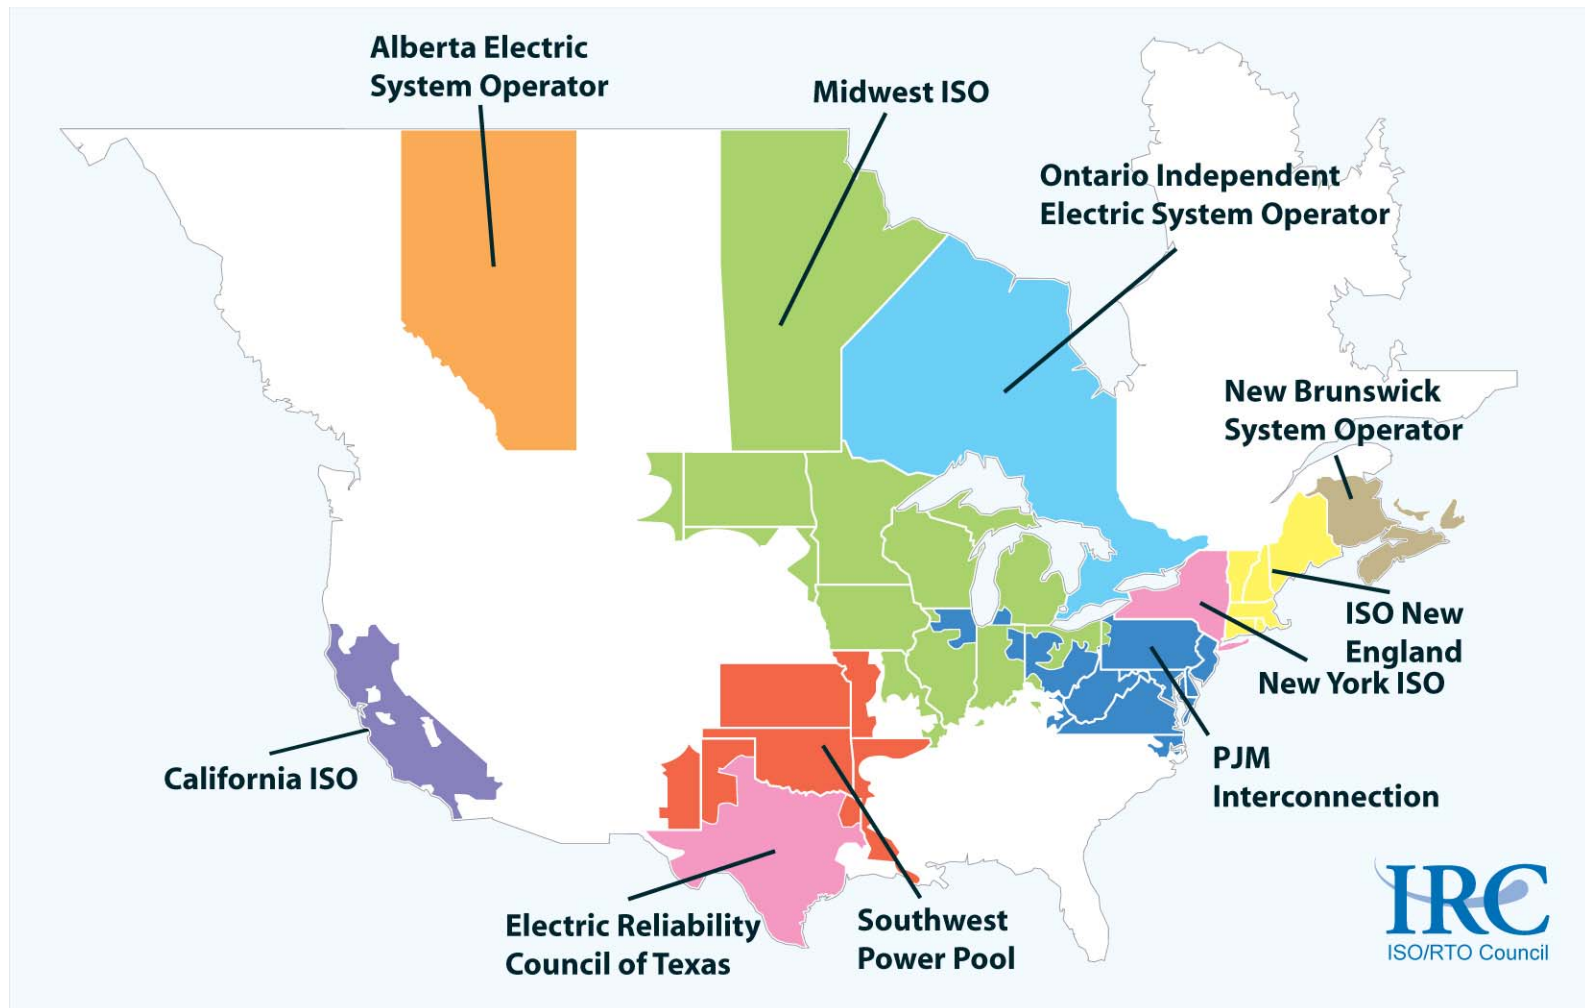 Alberta Electric
System Operator
Midwest ISO
Ontario Independent
Electric System Operator
New Brunswick
System Operator
ISO New
England
New York ISO
PJM
Interconnection
California ISO
Electric Reliability
Council of Texas
Southwest
Power Pool
IRC
ISO/RTO Council